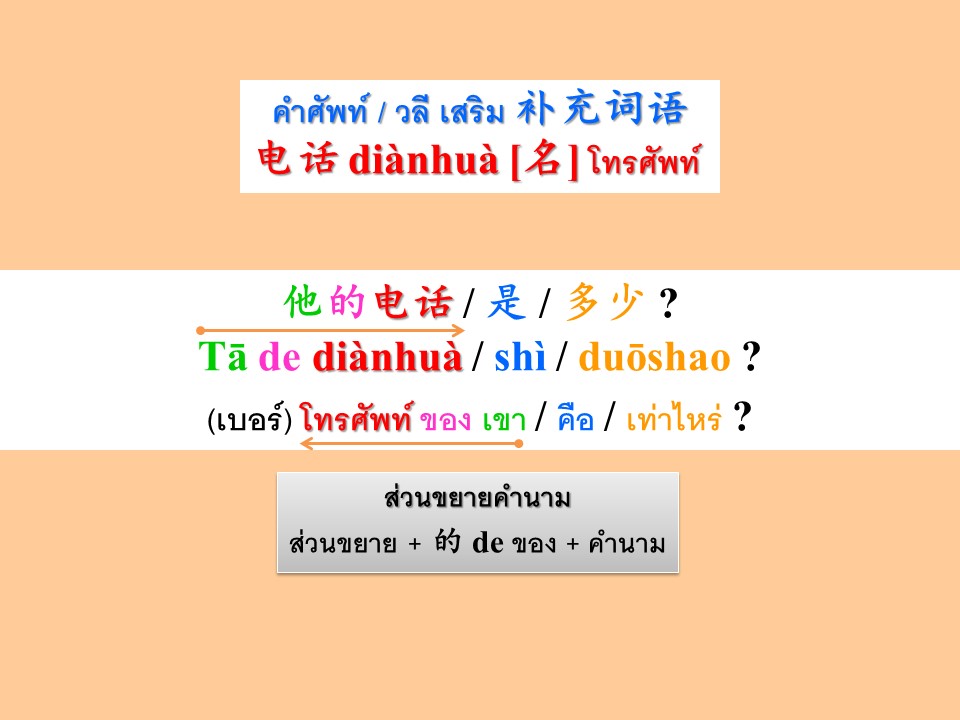 คำศัพท์ / วลี เสริม 补充词语
电话 diànhuà [名] โทรศัพท์
他的电话 / 是 / 多少 ?
Tā de diànhuà / shì / duōshao ?
(เบอร์) โทรศัพท์ ของ เขา / คือ / เท่าไหร่ ?
ส่วนขยายคำนาม
ส่วนขยาย + 的 de ของ + คำนาม